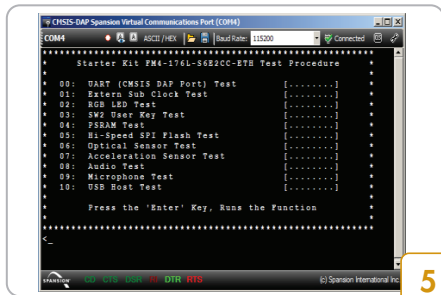 CMSIS-DAP Spansion Virtual Communications Port (COM4)
COM4 ASCII/HEX Baud Rate: 115200 Connected
*******************************************************
* Starter Kit FM4-176L-S6E2CC-ETH Test Procedure *
* *
* 00: UART (CMSIS DAP Port) Test [........] *
* 01: Extern Sub Clock Test [........] *
* 02: RGB LED Test [........] *
* 03: SW2 User Key Test [........] *
* 04: PSRAM Test [........] *
* 05: Hi-Speed SPI Flash Test [........] *
* 06: Optical Sensor Test [........] *
* 07: Acceleration Sensor Test [........] *
* 08: Audio Test [........] *
* 09: Microphone Test [........] *
* 10: USB Host Test [........] *
* *
* Press the 'Enter' Key, Runs the Function *
* *
*******************************************************
<_
SPANSION CD CTS DSR RI DTR RTS (c) Spansion International Inc.
5